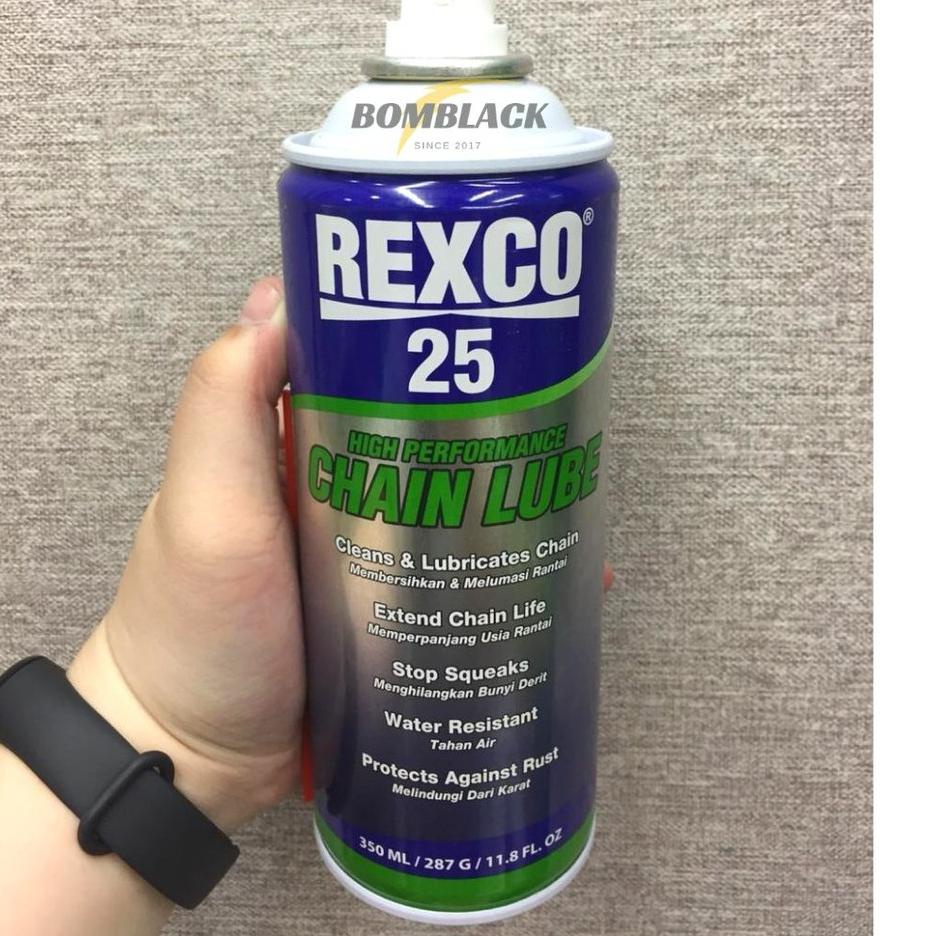 BOMBLACK
SINCE 2017
REXCO®
25
HIGH PERFORMANCE
CHAIN LUBE
Cleans & Lubricates Chain
Membersihkan & Melumasi Rantai
Extend Chain Life
Memperpanjang Usia Rantai
Stop Squeaks
Menghilangkan Bunyi Derit
Water Resistant
Tahan Air
Protects Against Rust
Melindungi Dari Karat
350 ML / 287 G / 11.8 FL. OZ